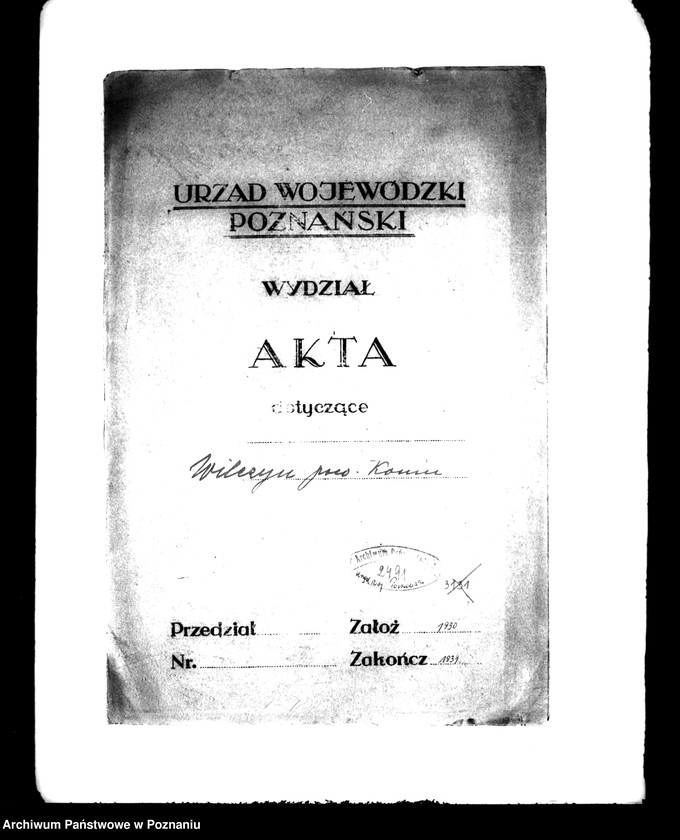 URZĄD WOJEWÓDZKI
POZNAŃSKI
WYDZIAŁ
AKTA
dotyczące
Wilczyn pow. Konin
Archiwum
2491
Przedział
Założ 1930
Nr.
Zakończ 1939
Archiwum Państwowe w Poznaniu